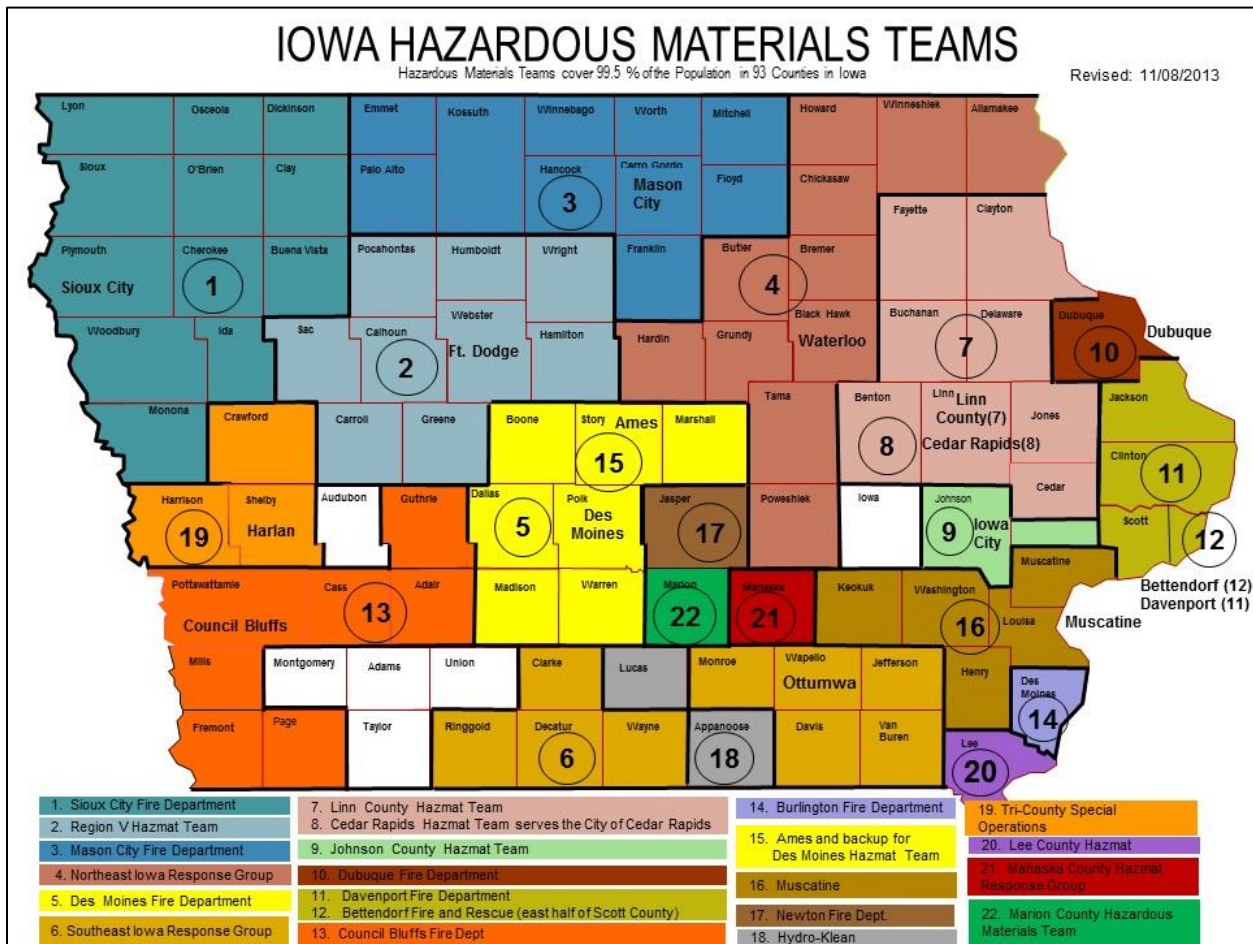 IOWA HAZARDOUS MATERIALS TEAMS
Hazardous Materials Teams cover 99.5 % of the Population in 93 Counties in Iowa
Revised: 11/08/2013
Lyon
Osceola
Dickinson
Emmet
Kossuth
Winnebago
Worth
Mitchell
Howard
Winneshiek
Allamakee
Sioux
O'Brien
Clay
Palo Alto
Hancock
Cerro Gordo
Floyd
Chickasaw
3
Mason
City
Fayette
Clayton
Plymouth
Cherokee
Buena Vista
Pocahontas
Humboldt
Wright
Franklin
Butler
Bremer
Sioux City
1
4
Woodbury
Ida
Sac
Calhoun
Webster
Hamilton
Hardin
Grundy
Black Hawk
Buchanan
Delaware
Dubuque
Dubuque
2
Ft. Dodge
Waterloo
7
10
Monona
Crawford
Carroll
Greene
Boone
Story
Ames
Marshall
Tama
Benton
Linn
Linn
County(7)
Jones
Jackson
15
8
Cedar Rapids(8)
Clinton
11
Harrison
Shelby
Audubon
Guthrie
Dallas
Polk
Jasper
Poweshiek
Iowa
Johnson
Cedar
Scott
19
Harlan
5
Des
Moines
17
9
Iowa
City
12
Bettendorf (12)
Davenport (11)
Pottawattamie
Cass
Adair
Madison
Warren
Marion
Mahaska
Keokuk
Washington
Muscatine
Louisa
Muscatine
Council Bluffs
13
22
21
16
Mills
Montgomery
Adams
Union
Clarke
Lucas
Monroe
Wapello
Jefferson
Henry
Des
Moines
Ottumwa
14
Fremont
Page
Taylor
Ringgold
Decatur
Wayne
Appanoose
Davis
Van
Buren
Lee
6
18
20
1. Sioux City Fire Department
2. Region V Hazmat Team
3. Mason City Fire Department
4. Northeast Iowa Response Group
5. Des Moines Fire Department
6. Southeast Iowa Response Group
7. Linn County Hazmat Team
8. Cedar Rapids Hazmat Team serves the City of Cedar Rapids
9. Johnson County Hazmat Team
10. Dubuque Fire Department
11. Davenport Fire Department
12. Bettendorf Fire and Rescue (east half of Scott County)
13. Council Bluffs Fire Dept
14. Burlington Fire Department
15. Ames and backup for
Des Moines Hazmat Team
16. Muscatine
17. Newton Fire Dept.
18. Hydro-Klean
19. Tri-County Special
Operations
20. Lee County Hazmat
21. Mahaska County Hazmat
Response Group
22. Marion County Hazardous
Materials Team